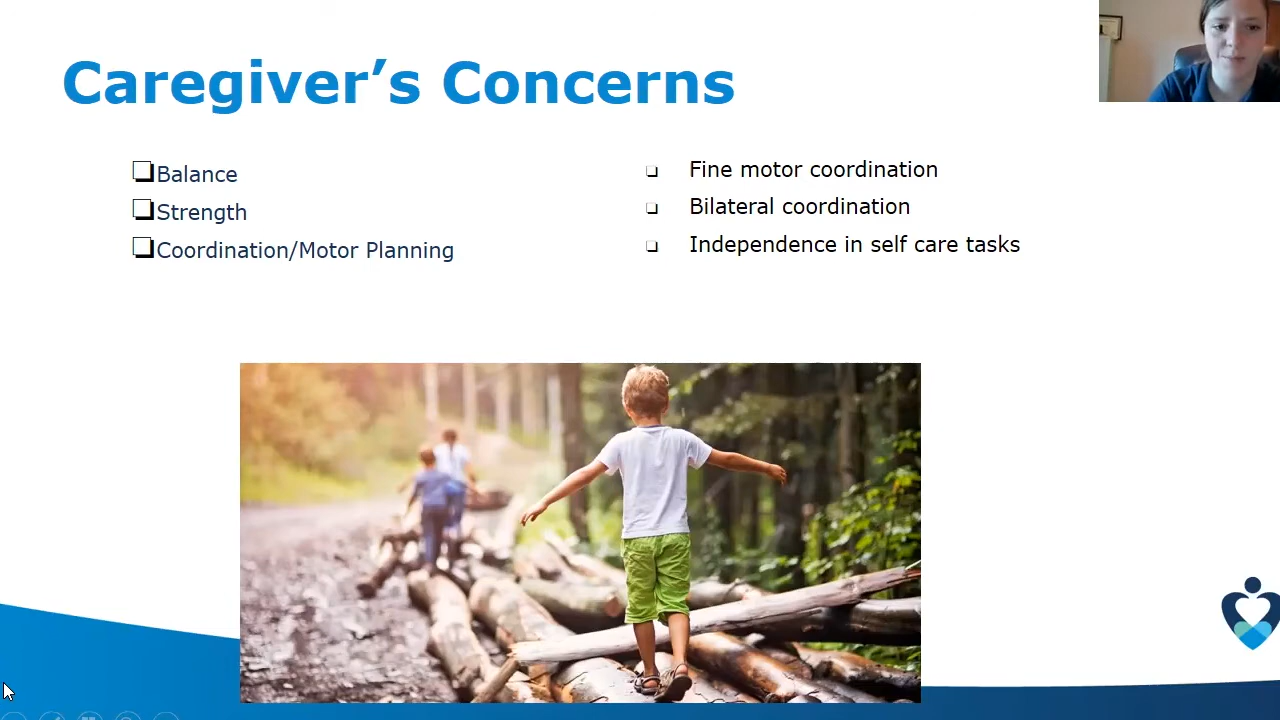 Caregiver’s Concerns
Balance
Strength
Coordination/Motor Planning
Fine motor coordination
Bilateral coordination
Independence in self care tasks